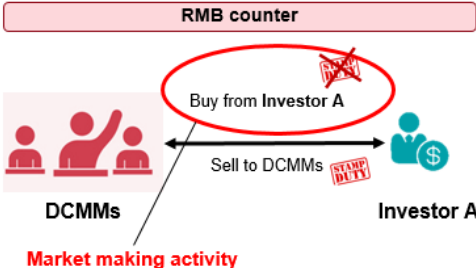 RMB counter
STAMP
DUTY
Buy from Investor A
Sell to DCMMs
STAMP
DUTY
DCMMs
Investor A
Market making activity